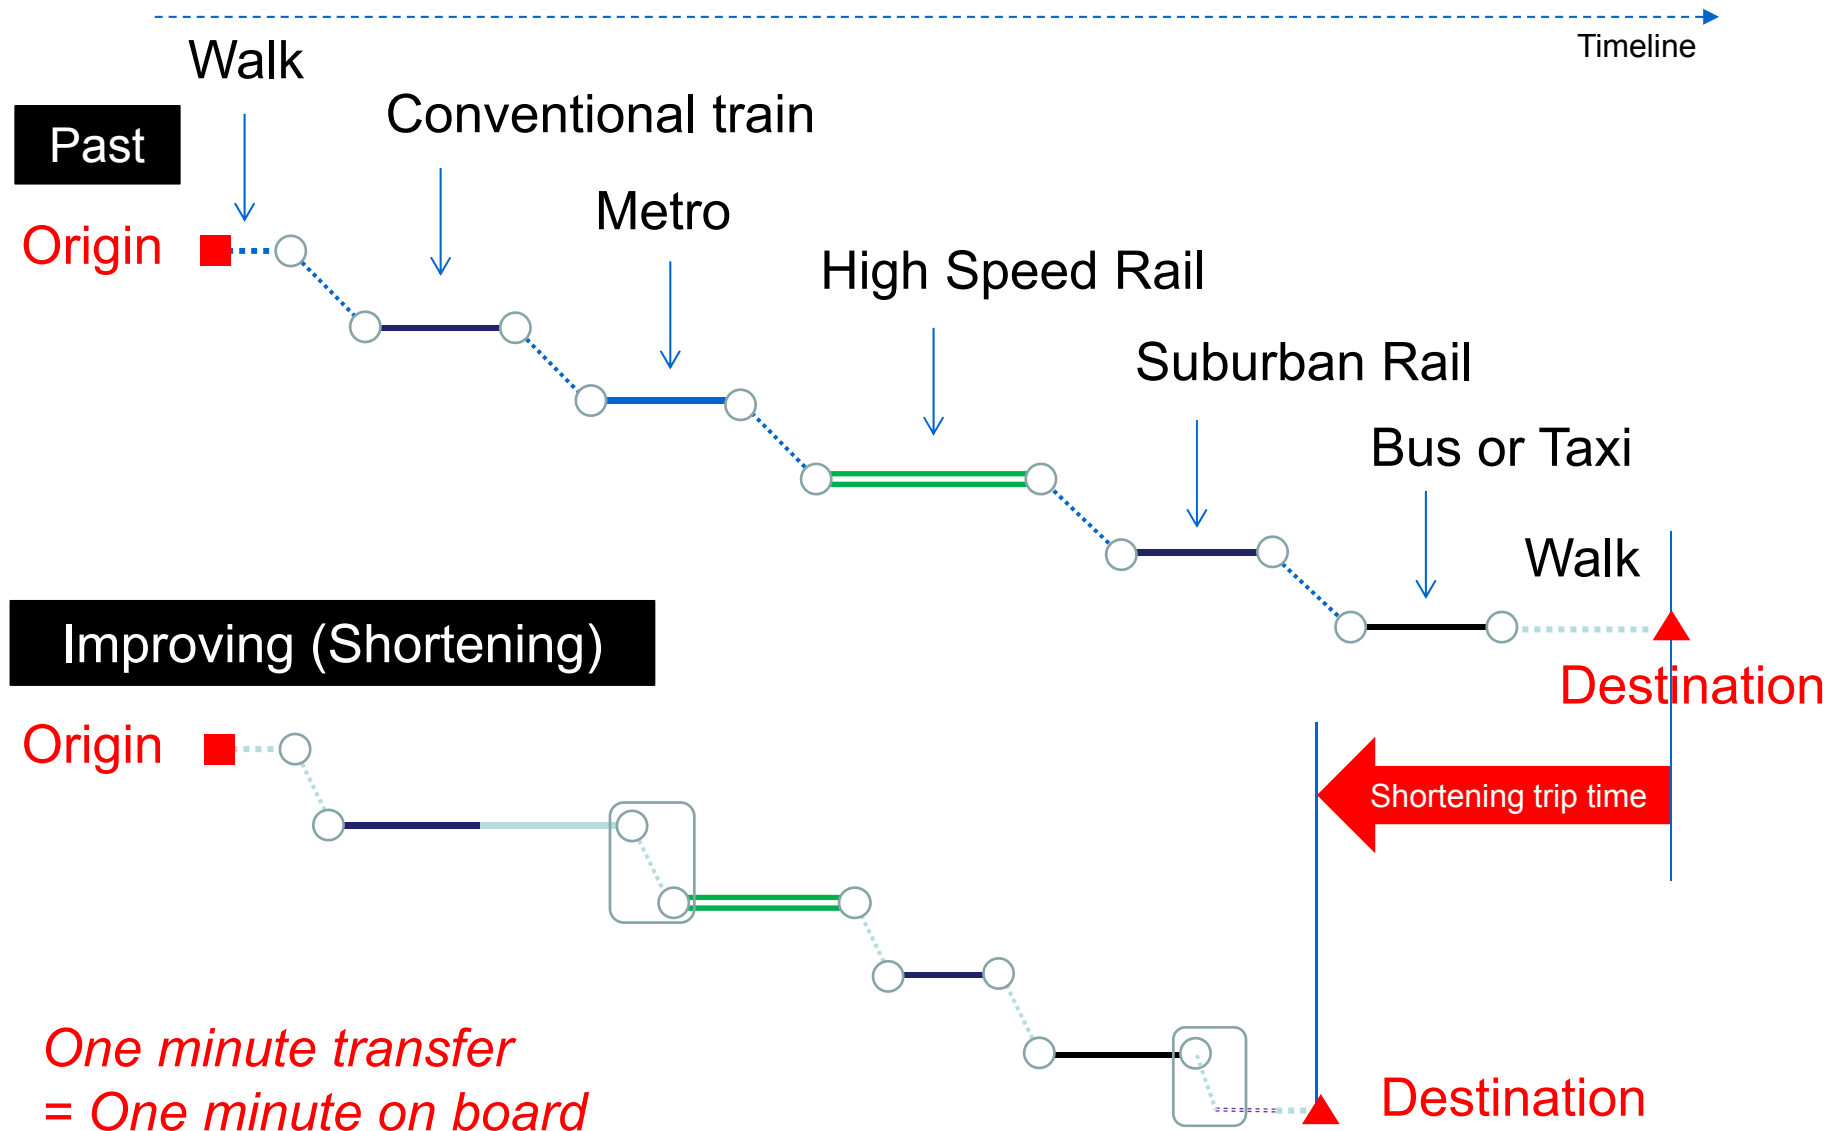 Timeline
Walk
Conventional train
Past
Metro
Origin
High Speed Rail
Suburban Rail
Bus or Taxi
Walk
Improving (Shortening)
Destination
Origin
Shortening trip time
One minute transfer
= One minute on board
Destination